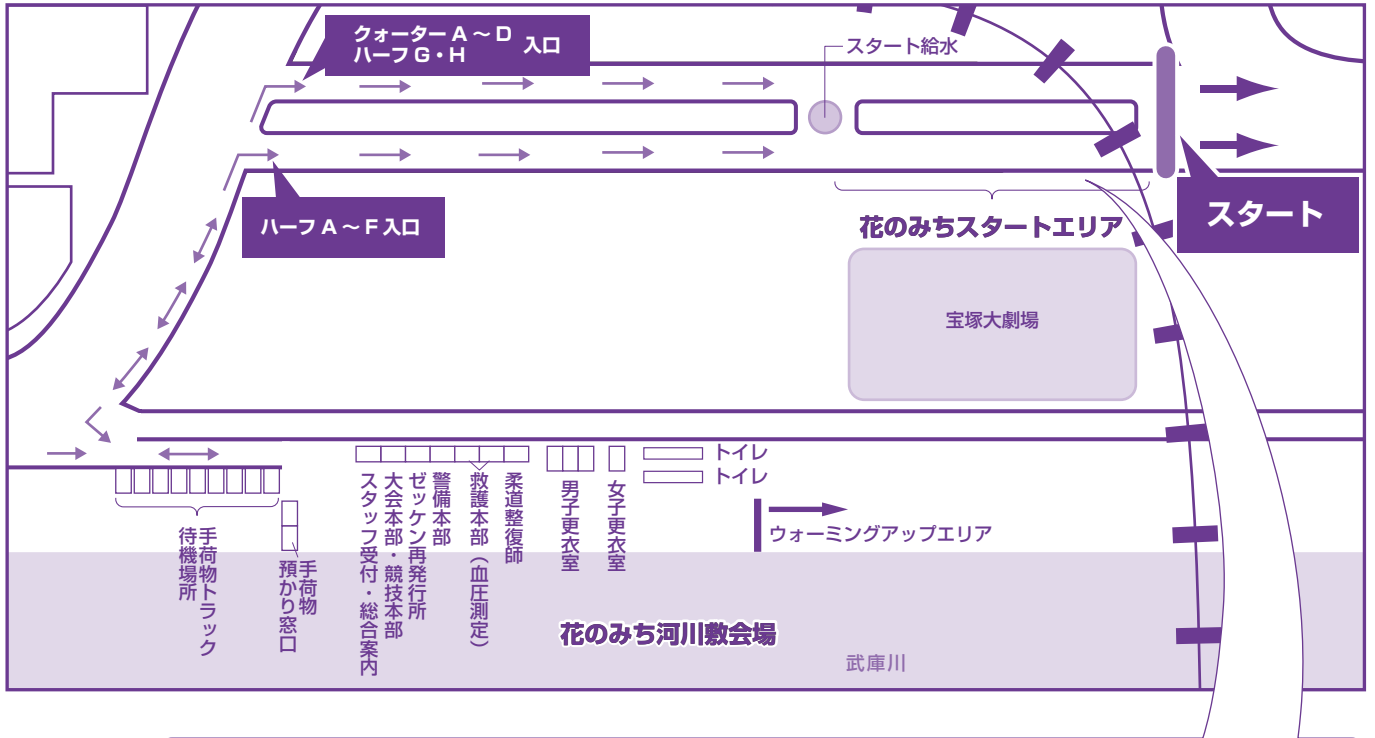 クォーター A ～ D
ハーフ G・H
入口
スタート給水
ハーフ A ～ F 入口
スタート
花のみちスタートエリア
宝塚大劇場
トイレ
トイレ
手荷物トラック
待機場所
手荷物
預かり窓口
スタッフ受付・総合案内
大会本部・競技本部
ゼッケン再発行所
警備本部
救護本部（血圧測定）
柔道整復師
男子更衣室
女子更衣室
ウォーミングアップエリア
花のみち河川敷会場
武庫川